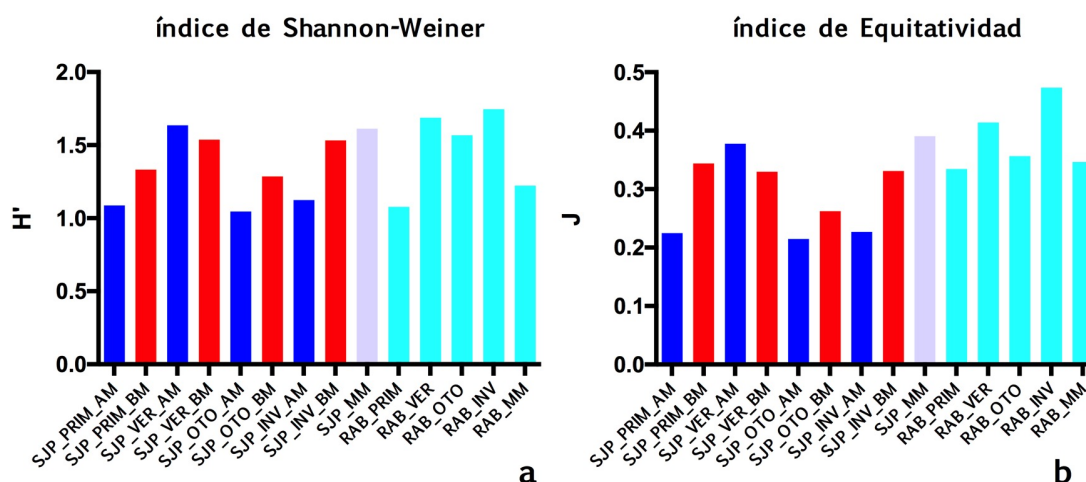 índice de Shannon-Weiner
H'
2.0
1.5
1.0
0.5
0.0
SJP_PRIM_AM
SJP_PRIM_BM
SJP_VER_AM
SJP_VER_BM
SJP_OTO_AM
SJP_OTO_BM
SJP_INV_AM
SJP_INV_BM
SJP_MM
RAB_PRIM
RAB_VER
RAB_OTO
RAB_INV
RAB_MM
a
índice de Equitatividad
J
0.5
0.4
0.3
0.2
0.1
0.0
SJP_PRIM_AM
SJP_PRIM_BM
SJP_VER_AM
SJP_VER_BM
SJP_OTO_AM
SJP_OTO_BM
SJP_INV_AM
SJP_INV_BM
SJP_MM
RAB_PRIM
RAB_VER
RAB_OTO
RAB_INV
RAB_MM
b